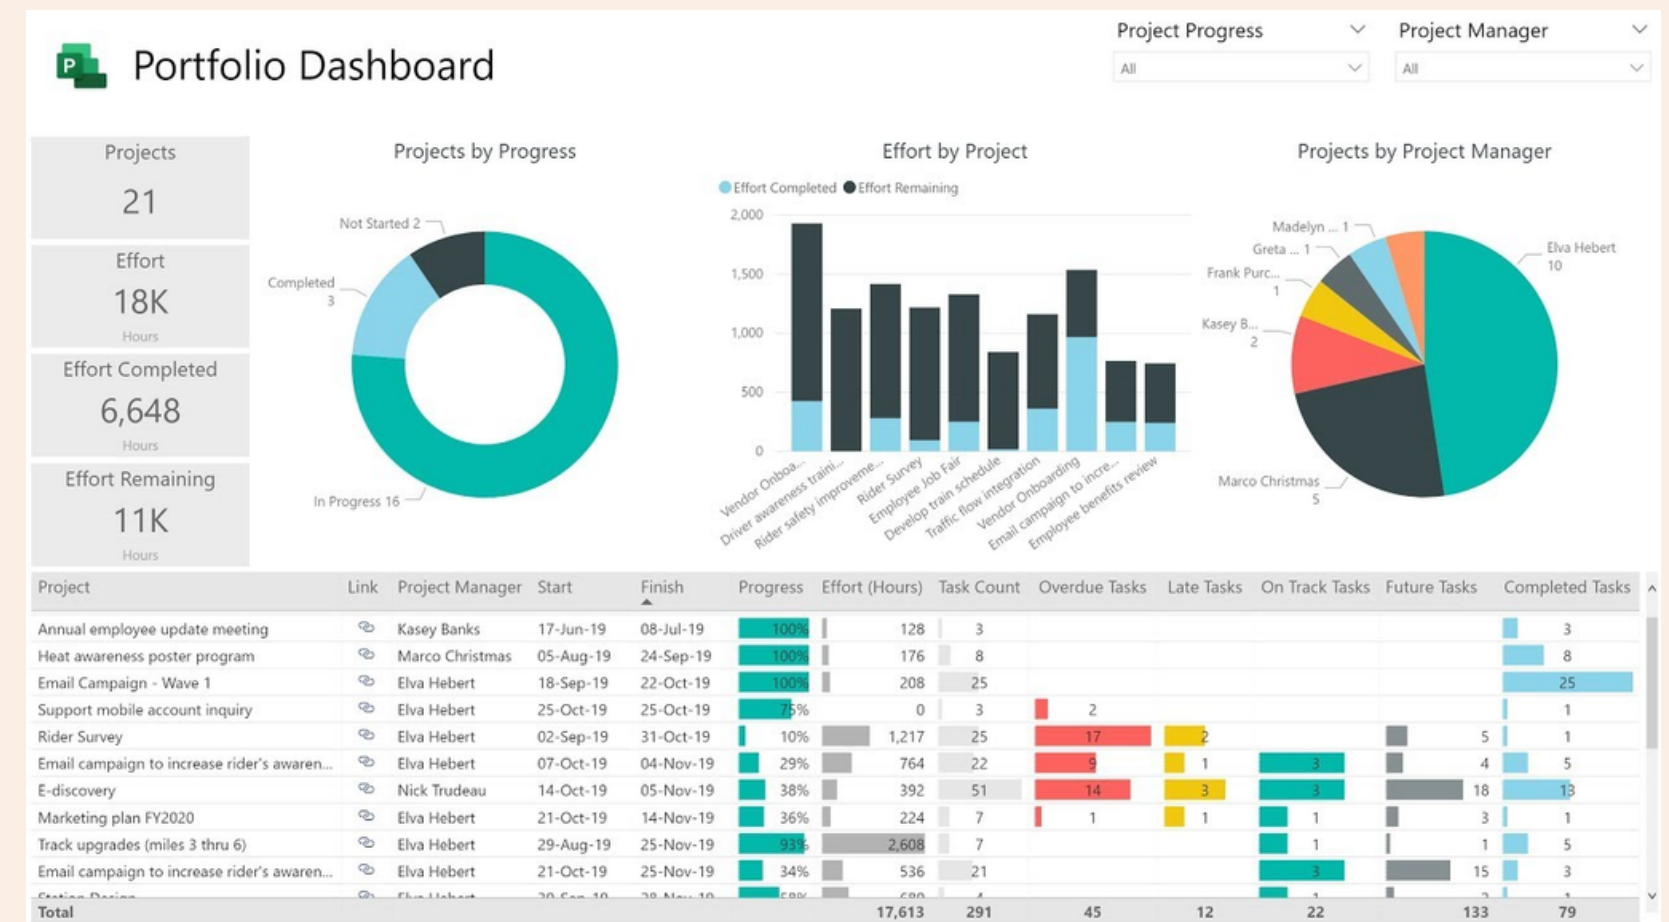 P
Portfolio Dashboard
Project Progress
All
Project Manager
All
Projects
21
Effort
18K
Hours
Effort Completed
6,648
Hours
Effort Remaining
11K
Hours
Projects by Progress
Not Started 2
Completed
3
In Progress 16
Effort by Project
Effort Completed Effort Remaining
2,000
1,500
1,000
500
0
Vendor Onboa...
Driver awareness traini...
Rider safety improveme...
Rider Survey
Employee Job Fair
Develop train schedule
Traffic flow integration
Vendor Onboarding
Email campaign to incre...
Employee benefits review
Projects by Project Manager
Madelyn ... 1
Greta ... 1
Frank Purc...
1
Kasey B...
2
Marco Christmas
5
Elva Hebert
10
Project Link Project Manager Start Finish Progress Effort (Hours) Task Count Overdue Tasks Late Tasks On Track Tasks Future Tasks Completed Tasks
Annual employee update meeting Kasey Banks 17-Jun-19 08-Jul-19 100% 128 3 3
Heat awareness poster program Marco Christmas 05-Aug-19 24-Sep-19 100% 176 8 8
Email Campaign - Wave 1 Elva Hebert 18-Sep-19 22-Oct-19 100% 208 25 25
Support mobile account inquiry Elva Hebert 25-Oct-19 25-Oct-19 75% 0 3 2 1
Rider Survey Elva Hebert 02-Sep-19 31-Oct-19 10% 1,217 25 17 2 5 1
Email campaign to increase rider's awaren... Elva Hebert 07-Oct-19 04-Nov-19 29% 764 22 9 1 3 4 5
E-discovery Nick Trudeau 14-Oct-19 05-Nov-19 38% 392 51 14 3 3 18 13
Marketing plan FY2020 Elva Hebert 21-Oct-19 14-Nov-19 36% 224 7 1 1 1 3 1
Track upgrades (miles 3 thru 6) Elva Hebert 29-Aug-19 25-Nov-19 93% 2,608 7 1 1 5
Email campaign to increase rider's awaren... Elva Hebert 21-Oct-19 25-Nov-19 34% 536 21 3 15 3
Total 17,613 291 45 12 22 133 79